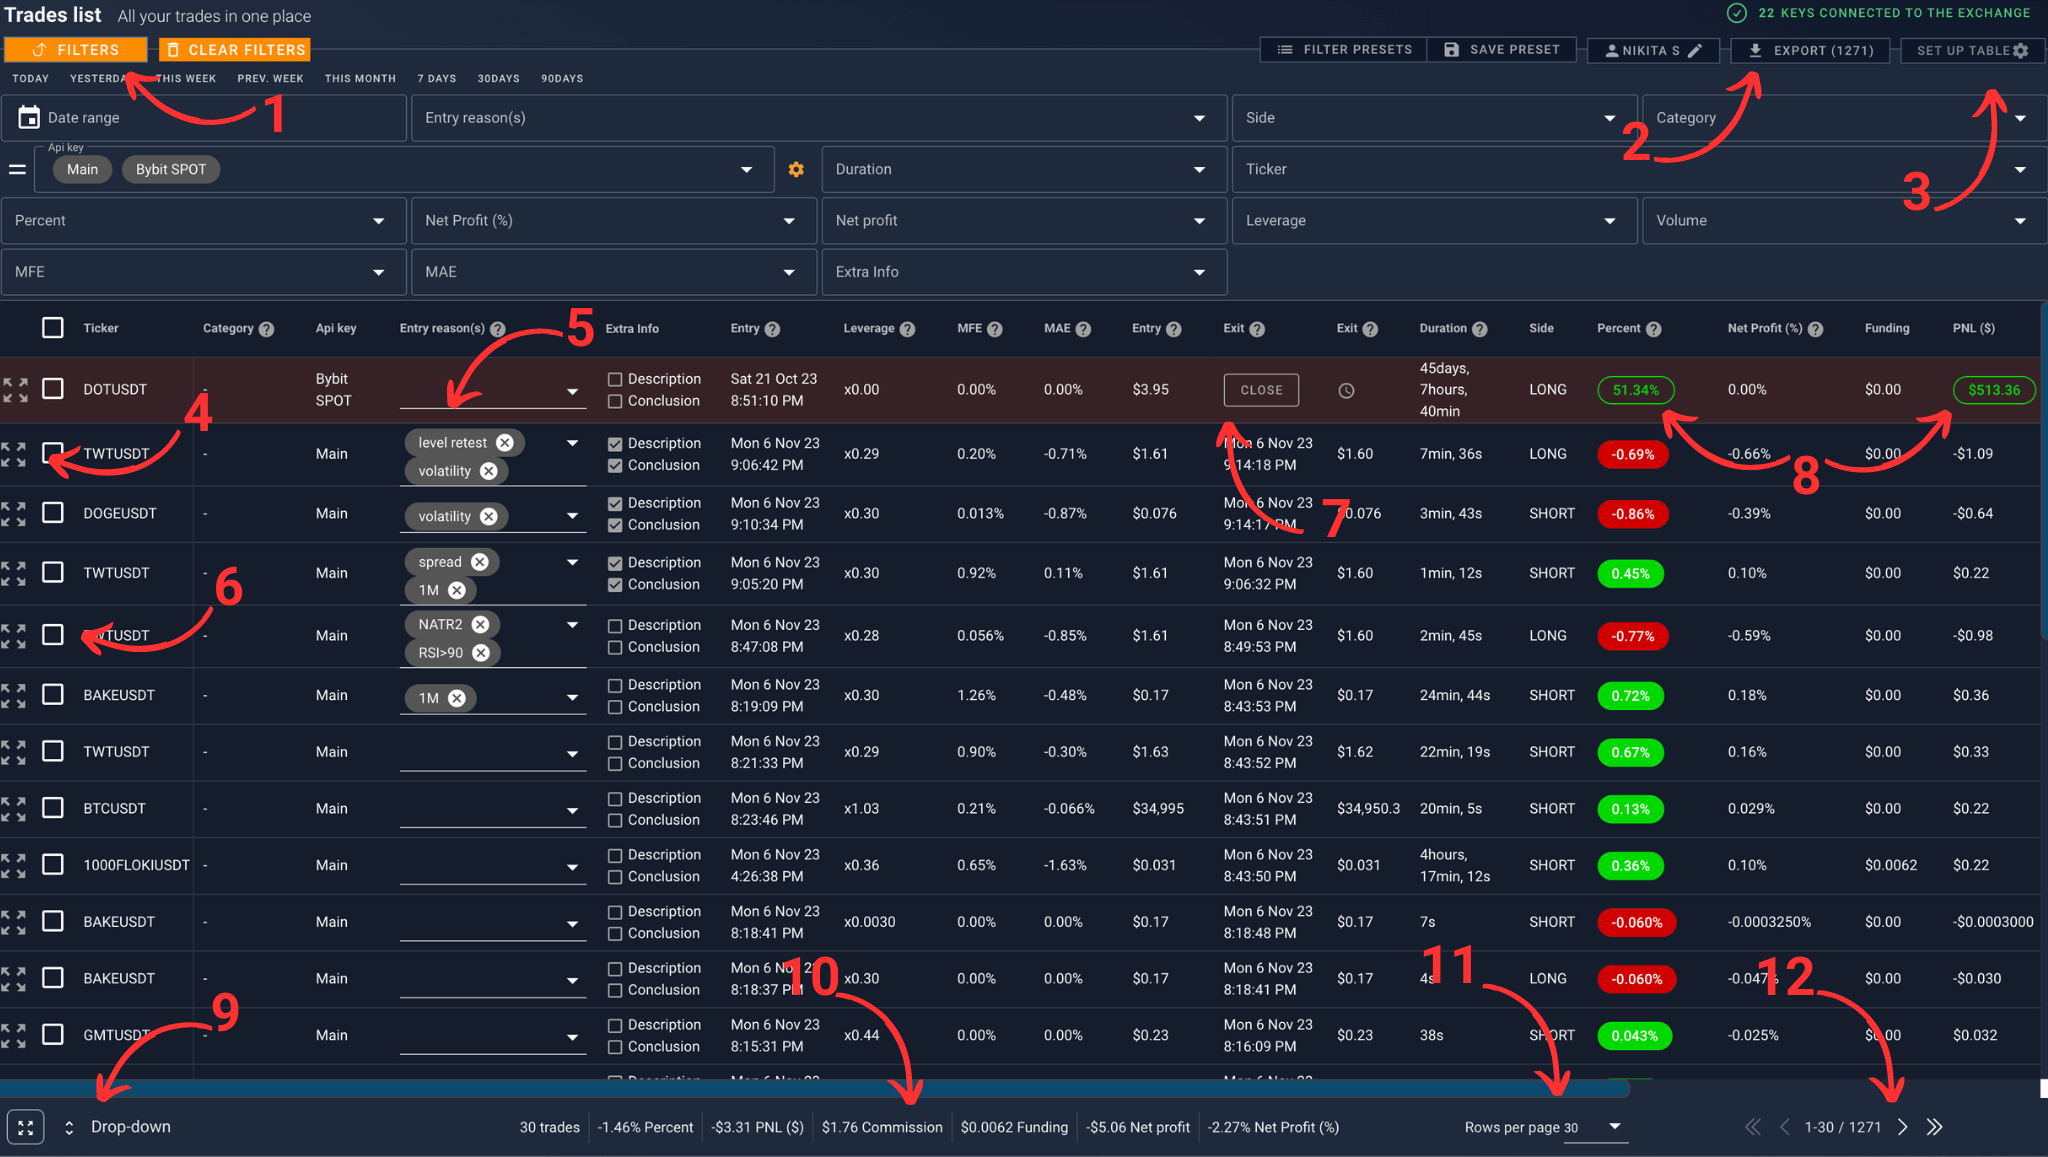 Trades list All your trades in one place
22 KEYS CONNECTED TO THE EXCHANGE
FILTERS CLEAR FILTERS FILTER PRESETS SAVE PRESET NIKITA S EXPORT (1271) SET UP TABLE
TODAY YESTERDA THIS WEEK PREV. WEEK THIS MONTH 7 DAYS 30DAYS 90DAYS
1
2
3
Date range Entry reason(s) Side Category
Api key
Main Bybit SPOT Duration Ticker
Percent Net Profit (%) Net profit Leverage Volume
MFE MAE Extra Info
5
Ticker Category ? Api key Entry reason(s) ? Extra Info Entry ? Leverage ? MFE ? MAE ? Entry ? Exit ? Exit ? Duration ? Side Percent ? Net Profit (%) ? Funding PNL ($)
DOTUSDT - Bybit SPOT Description Conclusion Sat 21 Oct 23 8:51:10 PM x0.00 0.00% 0.00% $3.95 CLOSE 45days, 7hours, 40min LONG 51.34% 0.00% $0.00 $513.36
4
8
TWTUSDT - Main level retest volatility Description Conclusion Mon 6 Nov 23 9:06:42 PM x0.29 0.20% -0.71% $1.61 Mon 6 Nov 23 9:14:18 PM $1.60 7min, 36s LONG -0.69% -0.66% $0.00 -$1.09
7
DOGEUSDT - Main volatility Description Conclusion Mon 6 Nov 23 9:10:34 PM x0.30 0.013% -0.87% $0.076 Mon 6 Nov 23 9:14:17 PM $0.076 3min, 43s SHORT -0.86% -0.39% $0.00 -$0.64
6
TWTUSDT - Main spread 1M Description Conclusion Mon 6 Nov 23 9:05:20 PM x0.30 0.92% 0.11% $1.61 Mon 6 Nov 23 9:06:32 PM $1.60 1min, 12s SHORT 0.45% 0.10% $0.00 $0.22
TWTUSDT - Main NATR2 RSI>90 Description Conclusion Mon 6 Nov 23 8:47:08 PM x0.28 0.056% -0.85% $1.61 Mon 6 Nov 23 8:49:53 PM $1.60 2min, 45s LONG -0.77% -0.59% $0.00 -$0.98
BAKEUSDT - Main 1M Description Conclusion Mon 6 Nov 23 8:19:09 PM x0.30 1.26% -0.48% $0.17 Mon 6 Nov 23 8:43:53 PM $0.17 24min, 44s SHORT 0.72% 0.18% $0.00 $0.36
TWTUSDT - Main Description Conclusion Mon 6 Nov 23 8:21:33 PM x0.29 0.90% -0.30% $1.63 Mon 6 Nov 23 8:43:52 PM $1.62 22min, 19s SHORT 0.67% 0.16% $0.00 $0.33
BTCUSDT - Main Description Conclusion Mon 6 Nov 23 8:23:46 PM x1.03 0.21% -0.066% $34,995 Mon 6 Nov 23 8:43:51 PM $34,950.3 20min, 5s SHORT 0.13% 0.029% $0.00 $0.22
1000FLOKIUSDT - Main Description Conclusion Mon 6 Nov 23 4:26:38 PM x0.36 0.65% -1.63% $0.031 Mon 6 Nov 23 8:43:50 PM $0.031 4hours, 17min, 12s SHORT 0.36% 0.10% $0.0062 $0.22
BAKEUSDT - Main Description Conclusion Mon 6 Nov 23 8:18:41 PM x0.0030 0.00% 0.00% $0.17 Mon 6 Nov 23 8:18:48 PM $0.17 7s SHORT -0.060% -0.0003250% $0.00 -$0.0003000
10
11
12
BAKEUSDT - Main Description Conclusion Mon 6 Nov 23 8:18:37 PM x0.30 0.00% 0.00% $0.17 Mon 6 Nov 23 8:18:41 PM $0.17 4s LONG -0.060% -0.047% $0.00 -$0.030
9
GMTUSDT - Main Description Conclusion Mon 6 Nov 23 8:15:31 PM x0.44 0.00% 0.00% $0.23 Mon 6 Nov 23 8:16:09 PM $0.23 38s SHORT 0.043% -0.025% $0.00 $0.032
Drop-down 30 trades -1.46% Percent -$3.31 PNL ($) $1.76 Commission $0.0062 Funding -$5.06 Net profit -2.27% Net Profit (%) Rows per page 30 1-30 / 1271